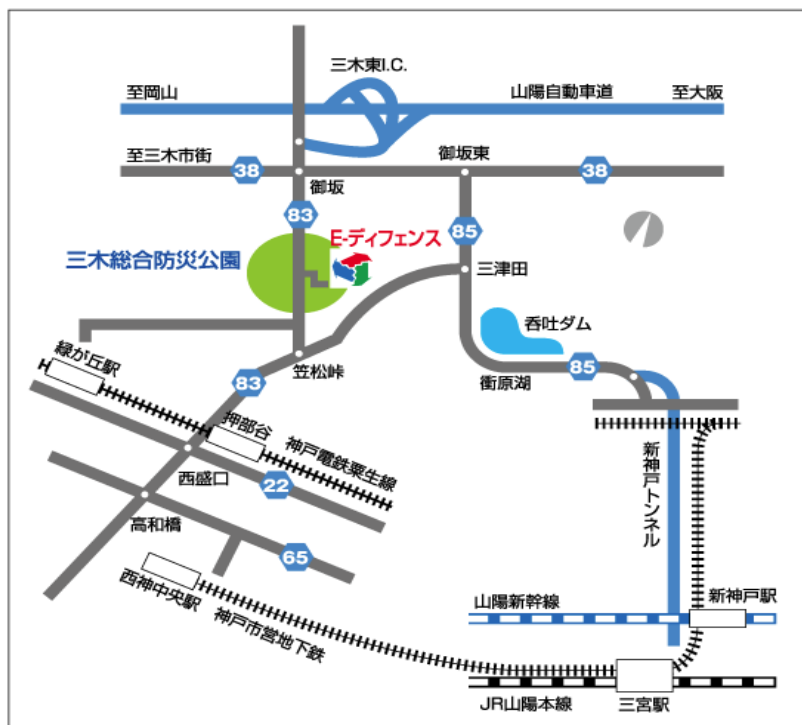 三木東I.C.
至岡山
山陽自動車道
至大阪
至三木市街
38
御坂
御坂東
38
83
85
E-ディフェンス
三木総合防災公園
三津田
呑吐ダム
緑が丘駅
笠松峠
83
衝原湖
85
押部谷
神戸電鉄粟生線
西盛口
22
新神戸トンネル
高和橋
65
西神中央駅
神戸市営地下鉄
山陽新幹線
新神戸駅
JR山陽本線
三宮駅